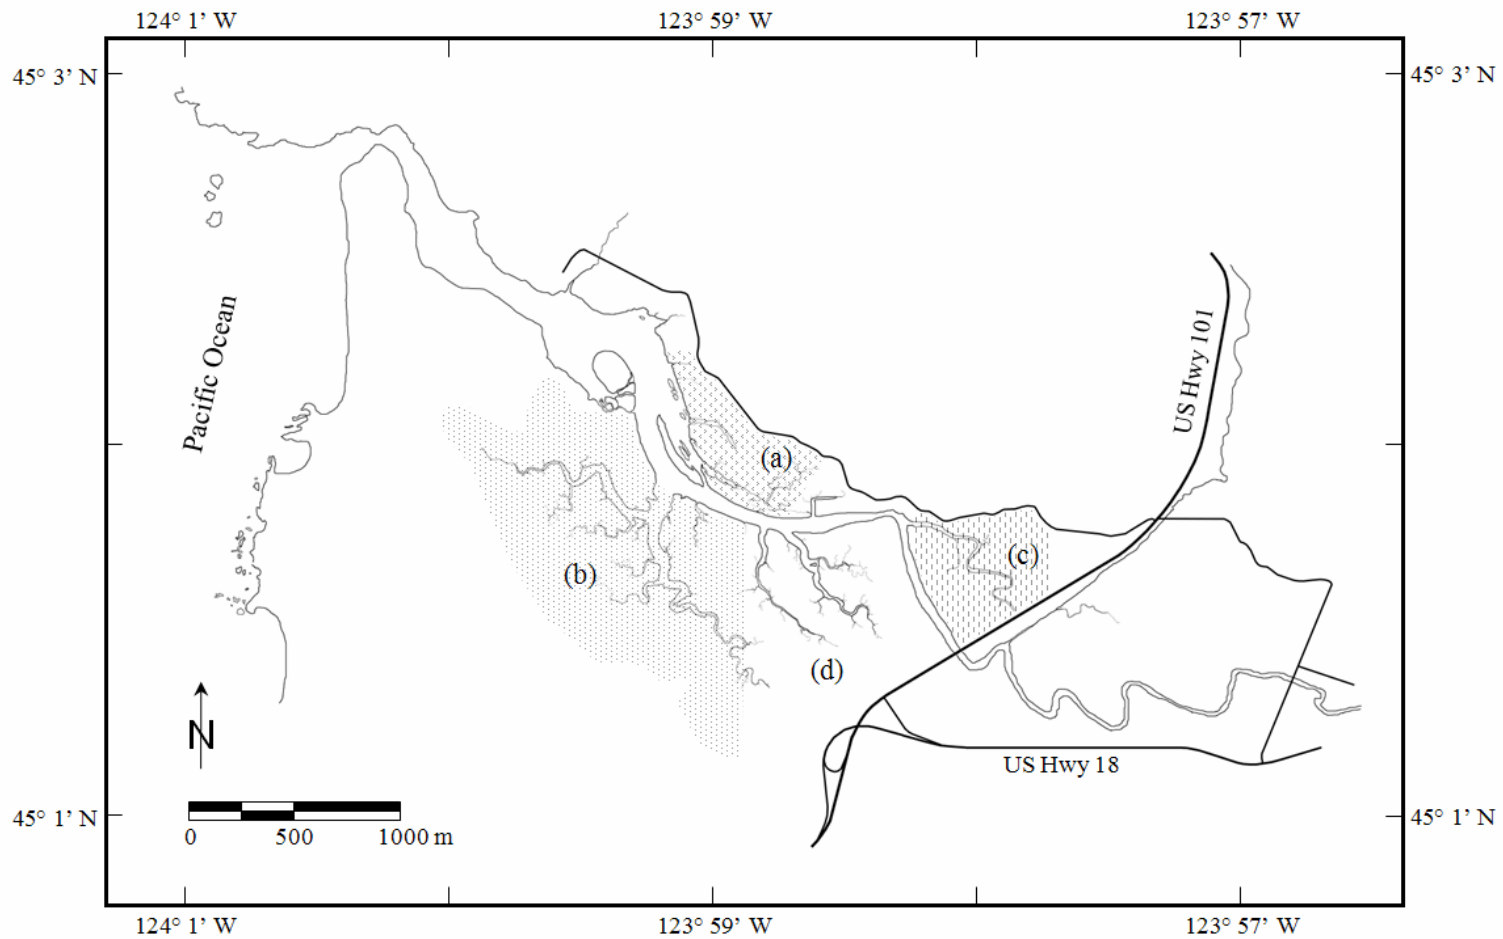 124° 1’ W 123° 59’ W 123° 57’ W
45° 3’ N 45° 3’ N
Pacific Ocean
US Hwy 101
(a)
(b)
(c)
(d)
N
US Hwy 18
45° 1’ N 45° 1’ N
0 500 1000 m
124° 1’ W 123° 59’ W 123° 57’ W